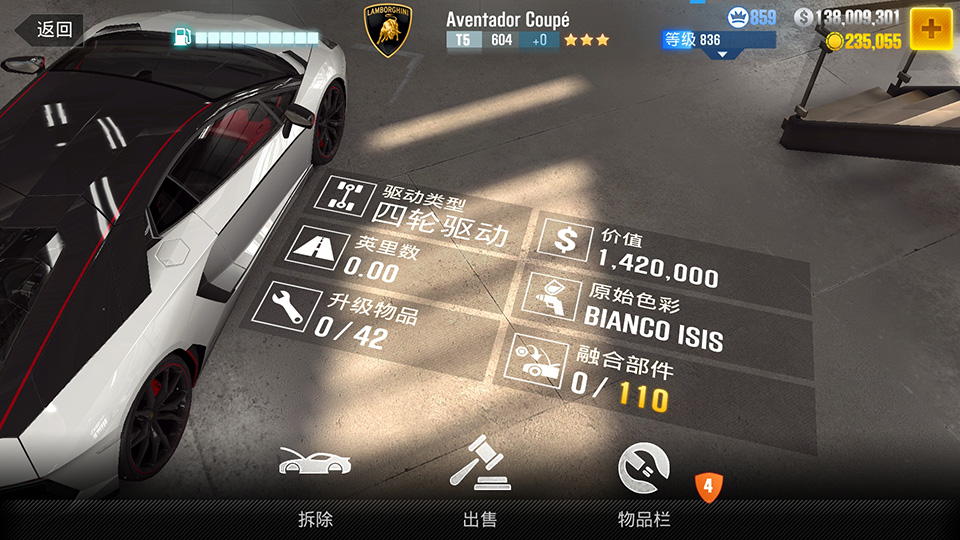 返回
LAMBORGHINI
Aventador Coupé
T5 604 +0
859
138,009,301
等级 836
235,055
驱动类型
四轮驱动
英里数
0.00
升级物品
0 / 42
价值
1,420,000
原始色彩
BIANCO ISIS
融合部件
0 / 110
拆除
出售
物品栏
4